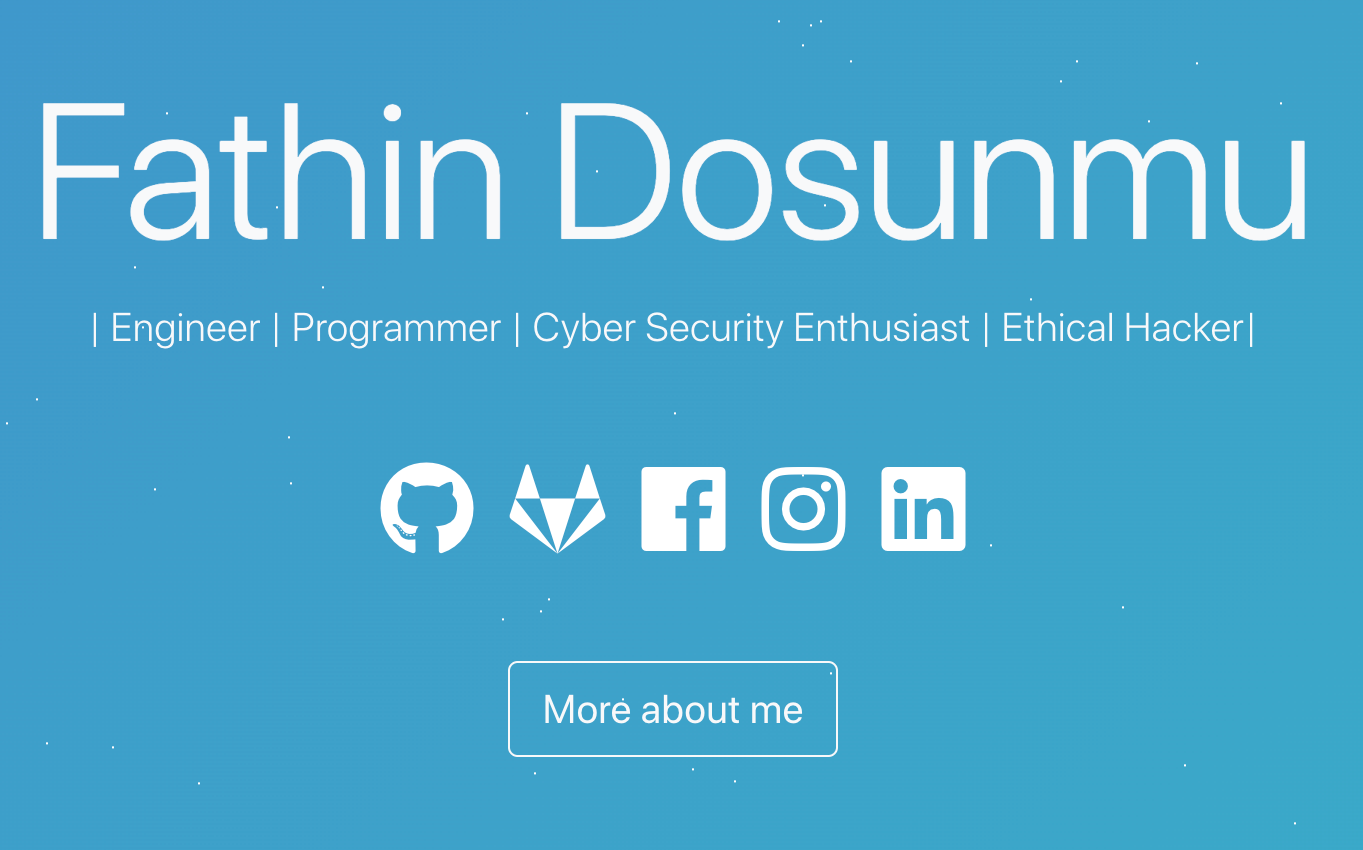 Fathin Dosunmu
| Engineer | Programmer | Cyber Security Enthusiast | Ethical Hacker|
More about me